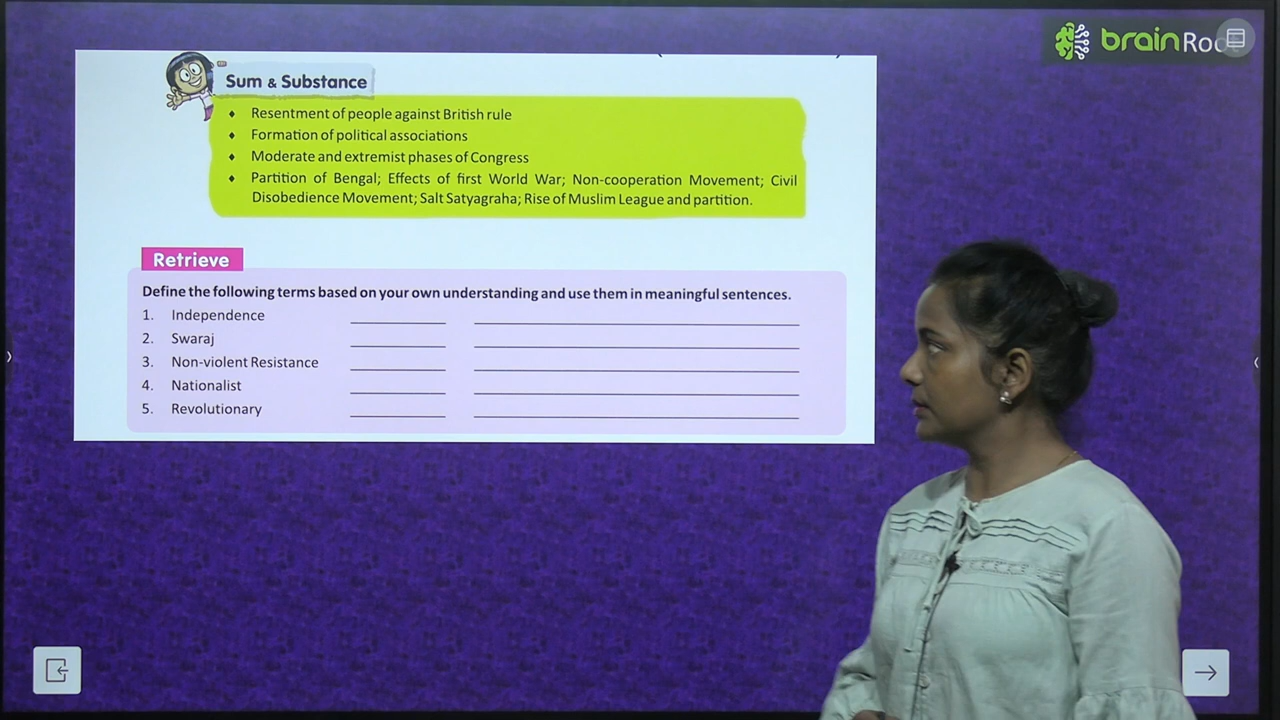 brainRo
Sum & Substance
♦ Resentment of people against British rule
♦ Formation of political associations
♦ Moderate and extremist phases of Congress
♦ Partition of Bengal; Effects of first World War; Non-cooperation Movement; Civil
Disobedience Movement; Salt Satyagraha; Rise of Muslim League and partition.
Retrieve
Define the following terms based on your own understanding and use them in meaningful sentences.
1. Independence
2. Swaraj
3. Non-violent Resistance
4. Nationalist
5. Revolutionary